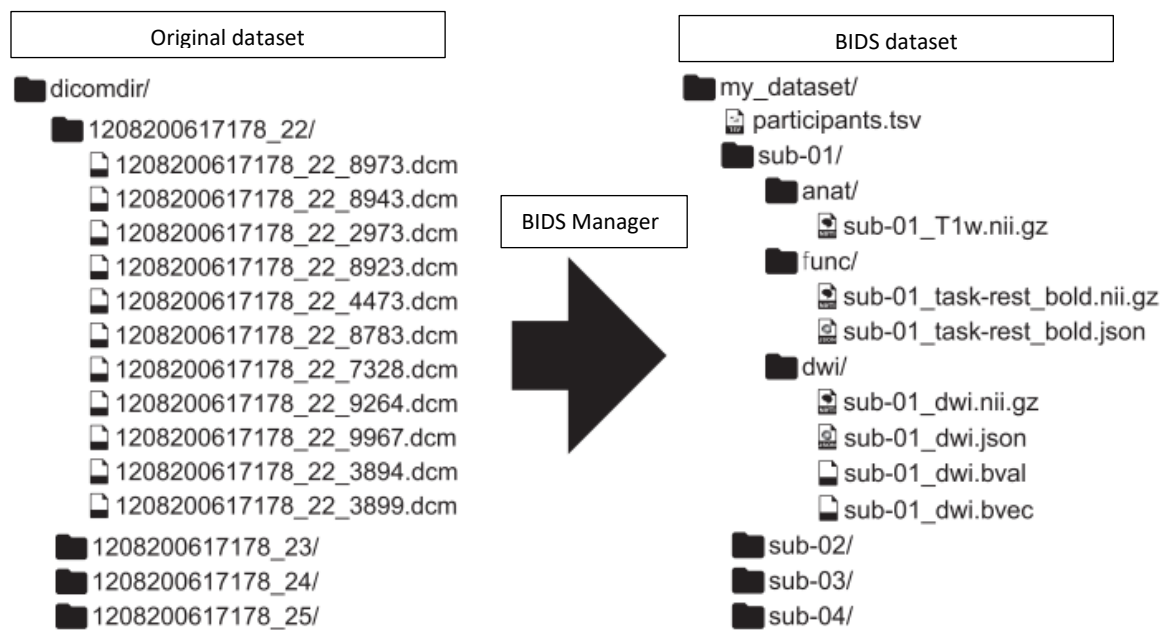 Original dataset
dicomdir/
1208200617178_22/
1208200617178_22_8973.dcm
1208200617178_22_8943.dcm
1208200617178_22_2973.dcm
1208200617178_22_8923.dcm
1208200617178_22_4473.dcm
1208200617178_22_8783.dcm
1208200617178_22_7328.dcm
1208200617178_22_9264.dcm
1208200617178_22_9967.dcm
1208200617178_22_3894.dcm
1208200617178_22_3899.dcm
1208200617178_23/
1208200617178_24/
1208200617178_25/
BIDS Manager
BIDS dataset
my_dataset/
participants.tsv
sub-01/
anat/
sub-01_T1w.nii.gz
func/
sub-01_task-rest_bold.nii.gz
sub-01_task-rest_bold.json
dwi/
sub-01_dwi.nii.gz
sub-01_dwi.json
sub-01_dwi.bval
sub-01_dwi.bvec
sub-02/
sub-03/
sub-04/